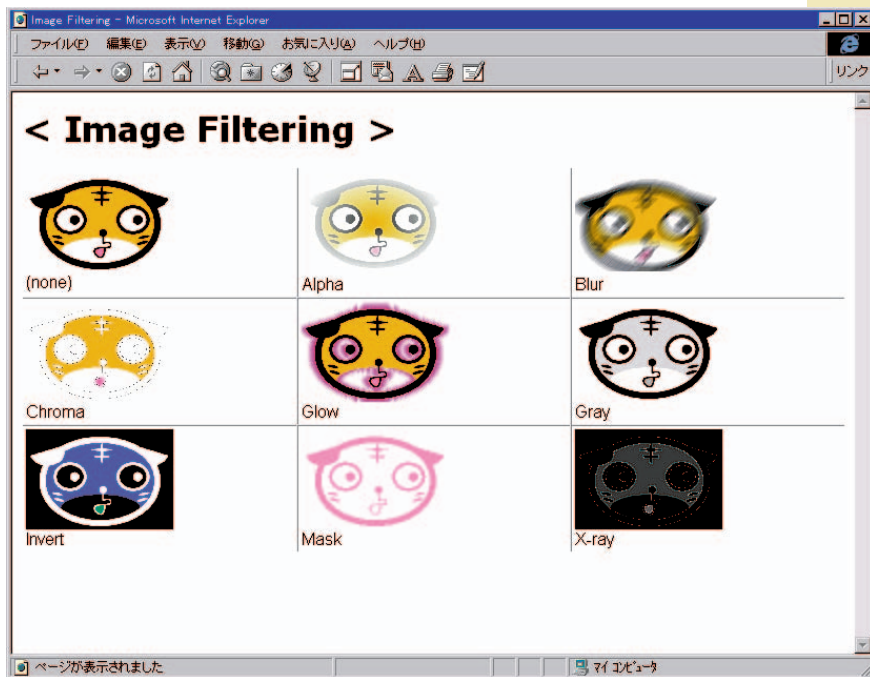 Image Filtering - Microsoft Internet Explorer
ファイル(F) 編集(E) 表示(V) 移動(G) お気に入り(A) ヘルプ(H)
リンク
< Image Filtering >
(none) Alpha Blur
Chroma Glow Gray
Invert Mask X-ray
ページが表示されました マイ コンピュータ